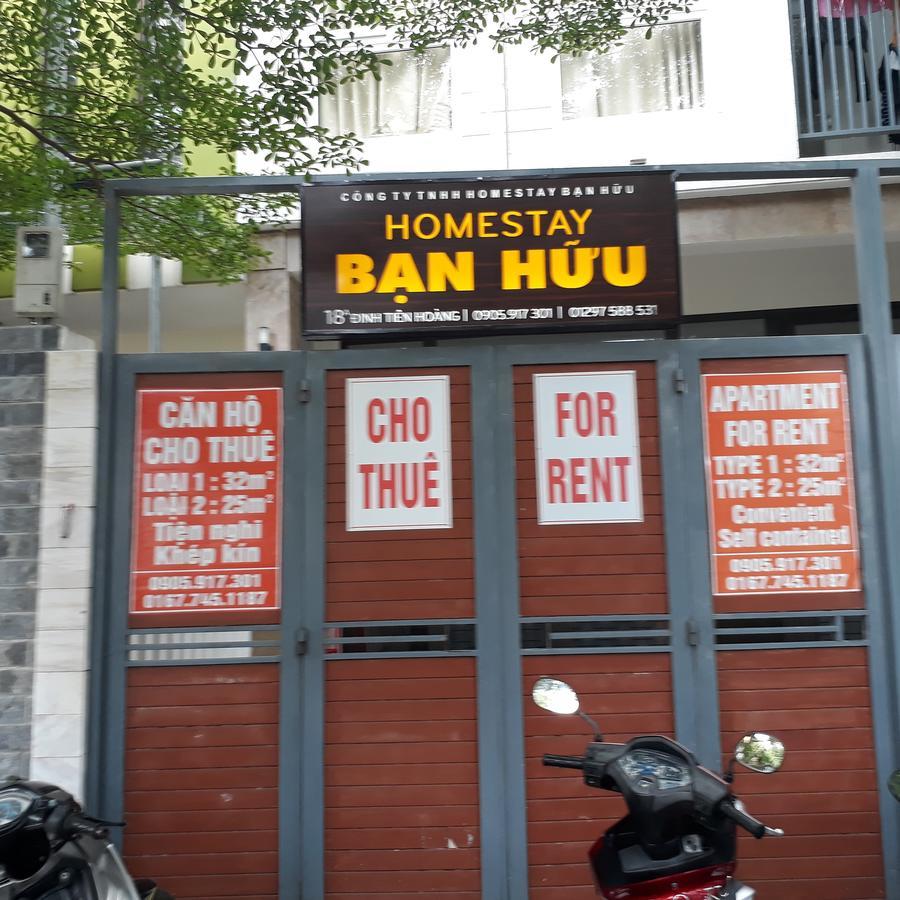 CÔNG TY TNHH HOMESTAY BẠN HỮU
HOMESTAY
BẠN HỮU
18A ĐINH TIÊN HOÀNG | 0905.917 301 | 01297 588 531
CĂN HỘ
CHO THUÊ
LOẠI 1 : 32m²
LOẠI 2 : 25m²
Tiện nghi
Khép kín
0905.917.301
0167.745.1187
CHO
THUÊ
FOR
RENT
APARTMENT
FOR RENT
TYPE 1 : 32m²
TYPE 2 : 25m²
Convenient
Self contained
0905.917.301
0167.745.1187